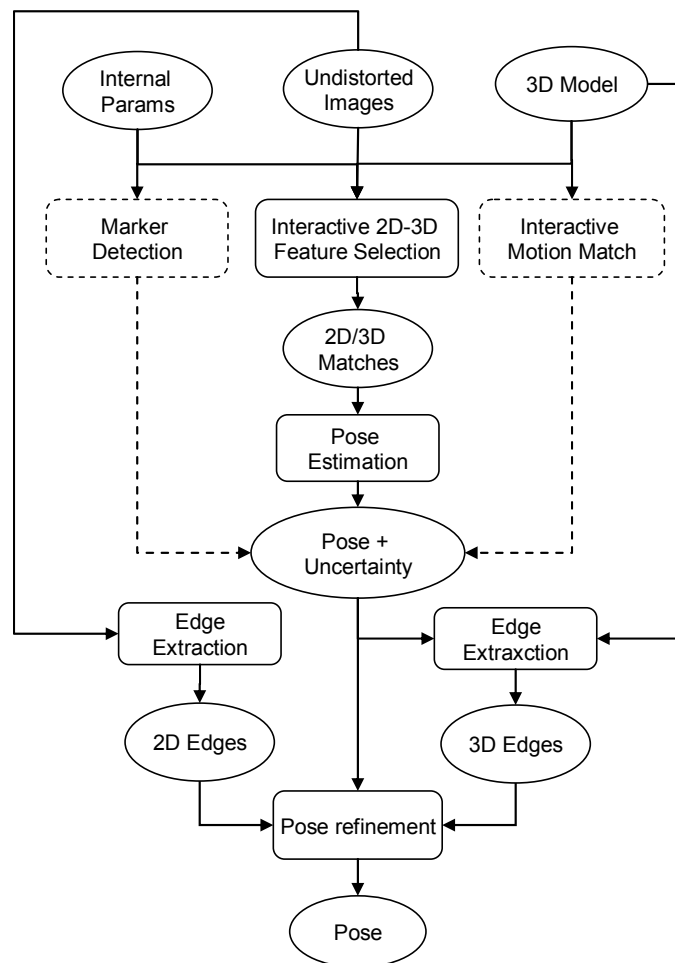 Internal
Params
Undistorted
Images
3D Model
Marker
Detection
Interactive 2D-3D
Feature Selection
Interactive
Motion Match
2D/3D
Matches
Pose
Estimation
Pose +
Uncertainty
Edge
Extraction
Edge
Extraxction
2D Edges
3D Edges
Pose refinement
Pose